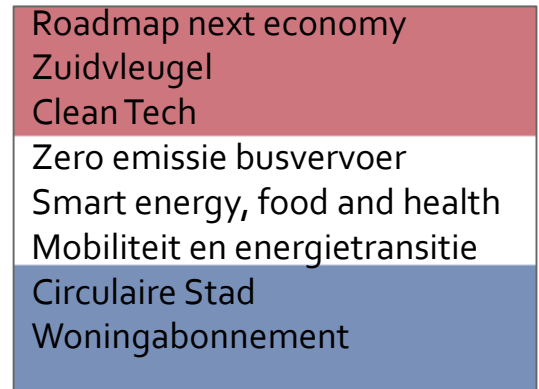 Roadmap next economy
Zuidvleugel
Clean Tech
Zero emissie busvervoer
Smart energy, food and health
Mobiliteit en energietransitie
Circulaire Stad
Woningabonnement